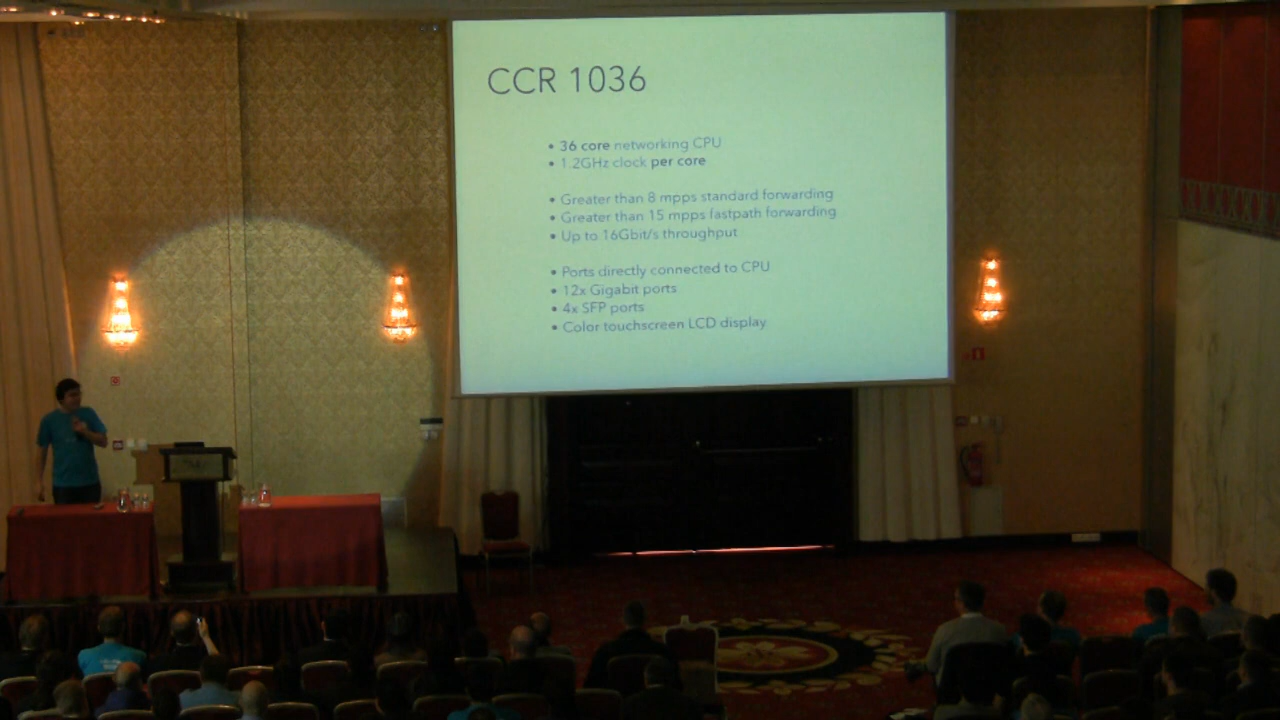 CCR 1036
• 36 core networking CPU
• 1.2GHz clock per core
• Greater than 8 mpps standard forwarding
• Greater than 15 mpps fastpath forwarding
• Up to 16Gbit/s throughput
• Ports directly connected to CPU
• 12x Gigabit ports
• 4x SFP ports
• Color touchscreen LCD display